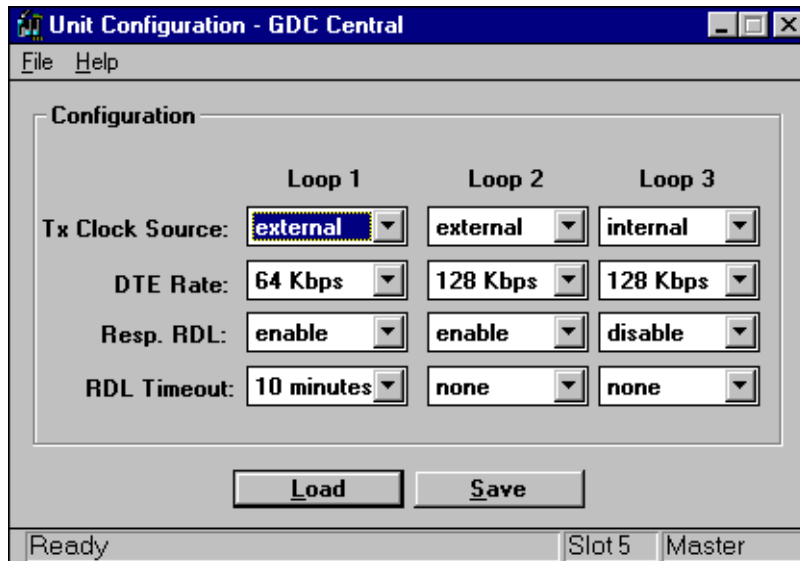 Unit Configuration - GDC Central
File Help
Configuration
Loop 1 Loop 2 Loop 3
Tx Clock Source: external external internal
DTE Rate: 64 Kbps 128 Kbps 128 Kbps
Resp. RDL: enable enable disable
RDL Timeout: 10 minutes none none
Load Save
Ready Slot 5 Master